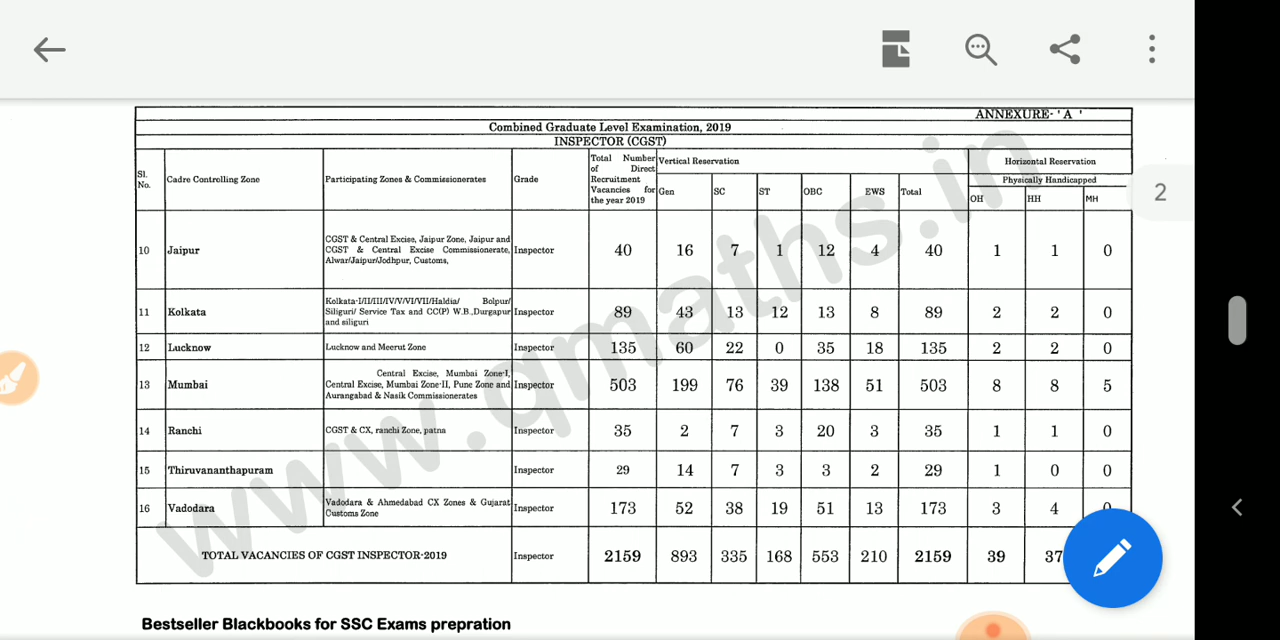 2
ANNEXURE- 'A '
Combined Graduate Level Examination, 2019
INSPECTOR (CGST)
Sl. No. Cadre Controlling Zone Participating Zones & Commissionerates Grade Total Number of Direct Recruitment Vacancies for the year 2019 Vertical Reservation Horizontal Reservation
Physically Handicapped
Gen SC ST OBC EWS Total OH HH MH
10 Jaipur CGST & Central Excise, Jaipur Zone, Jaipur and CGST & Central Excise Commissionerate, Alwar/Jaipur/Jodhpur, Customs, Inspector 40 16 7 1 12 4 40 1 1 0
11 Kolkata Kolkata-I/II/III/IV/V/VI/VII/Haldia/ Bolpur/ Siliguri/ Service Tax and CC(P) W.B.,Durgapur and siliguri Inspector 89 43 13 12 13 8 89 2 2 0
12 Lucknow Lucknow and Meerut Zone Inspector 135 60 22 0 35 18 135 2 2 0
13 Mumbai Central Excise, Mumbai Zone-I, Central Excise, Mumbai Zone-II, Pune Zone and Aurangabad & Nasik Commissionerates Inspector 503 199 76 39 138 51 503 8 8 5
14 Ranchi CGST & CX, ranchi Zone, patna Inspector 35 2 7 3 20 3 35 1 1 0
15 Thiruvananthapuram Inspector 29 14 7 3 3 2 29 1 0 0
16 Vadodara Vadodara & Ahmedabad CX Zones & Gujarat Customs Zone Inspector 173 52 38 19 51 13 173 3 4 0
TOTAL VACANCIES OF CGST INSPECTOR-2019 Inspector 2159 893 335 168 553 210 2159 39 37
www.qmaths.in
Bestseller Blackbooks for SSC Exams prepration